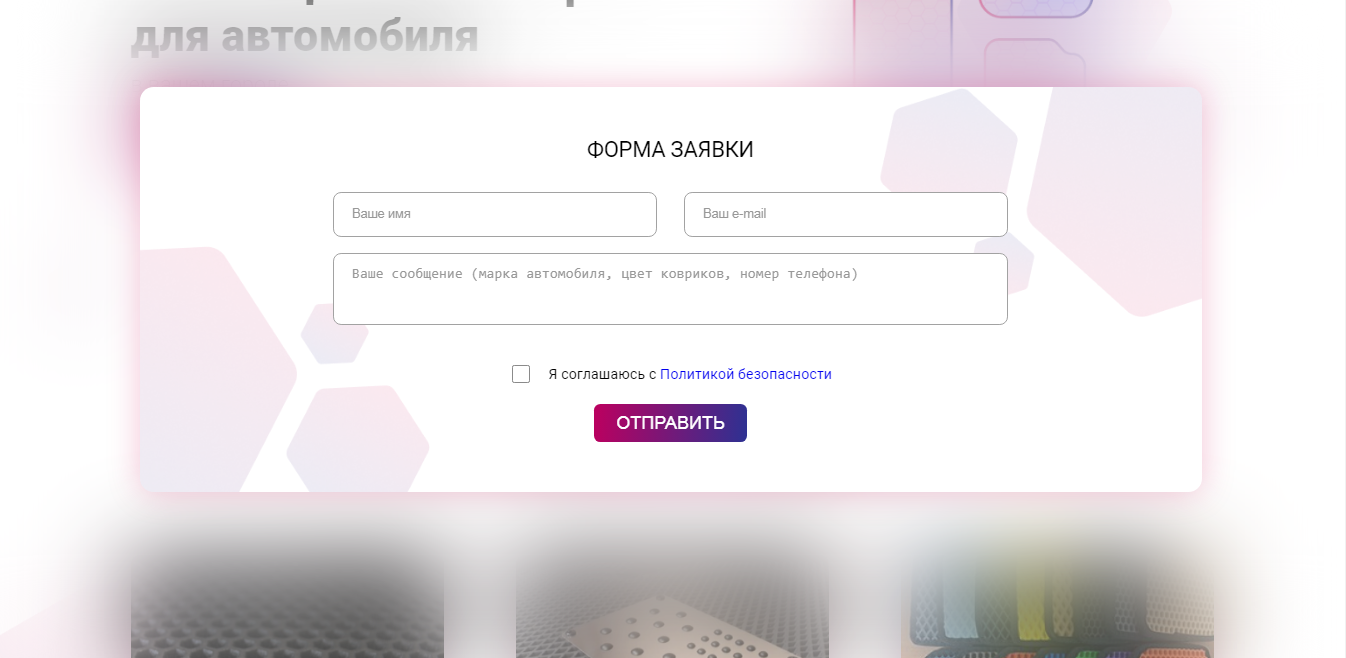 для автомобиля
ФОРМА ЗАЯВКИ
Ваше имя
Ваш e-mail
Ваше сообщение (марка автомобиля, цвет ковриков, номер телефона)
Я соглашаюсь с Политикой безопасности
ОТПРАВИТЬ